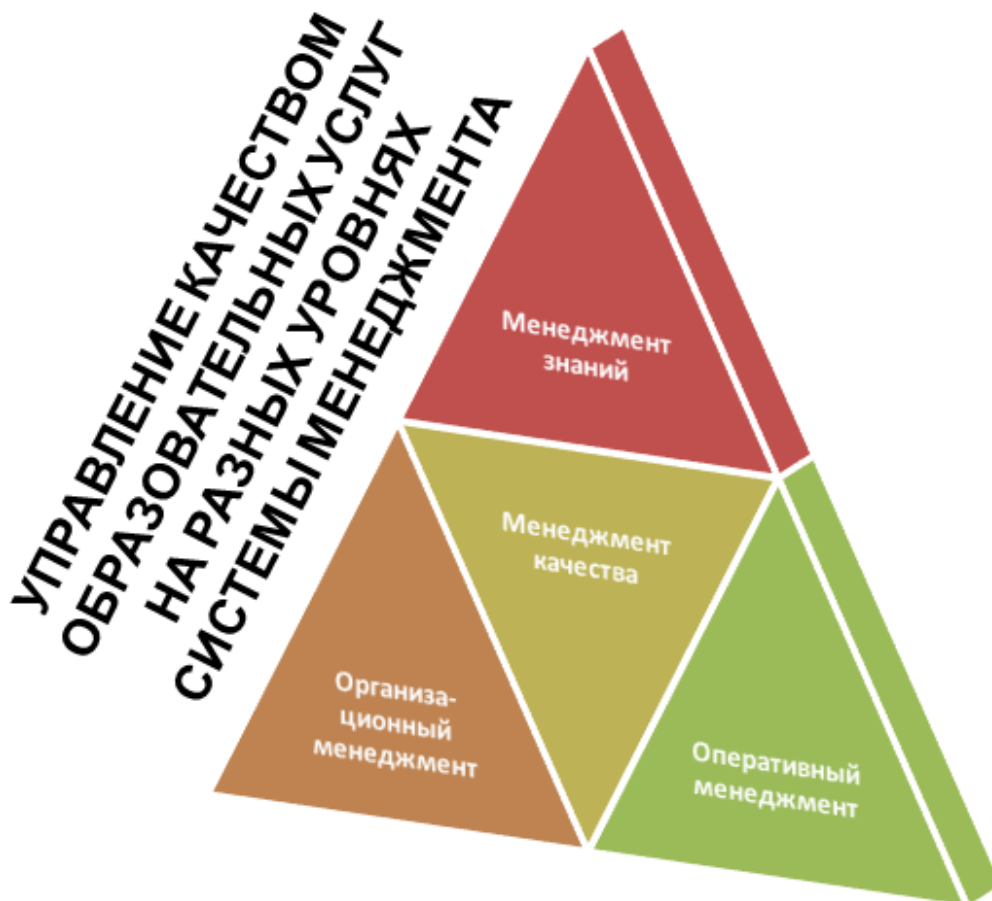 УПРАВЛЕНИЕ КАЧЕСТВОМ
ОБРАЗОВАТЕЛЬНЫХ УСЛУГ
НА РАЗНЫХ УРОВНЯХ
СИСТЕМЫ МЕНЕДЖМЕНТА
Менеджмент
знаний
Менеджмент
качества
Организа-
ционный
менеджмент
Оперативный
менеджмент